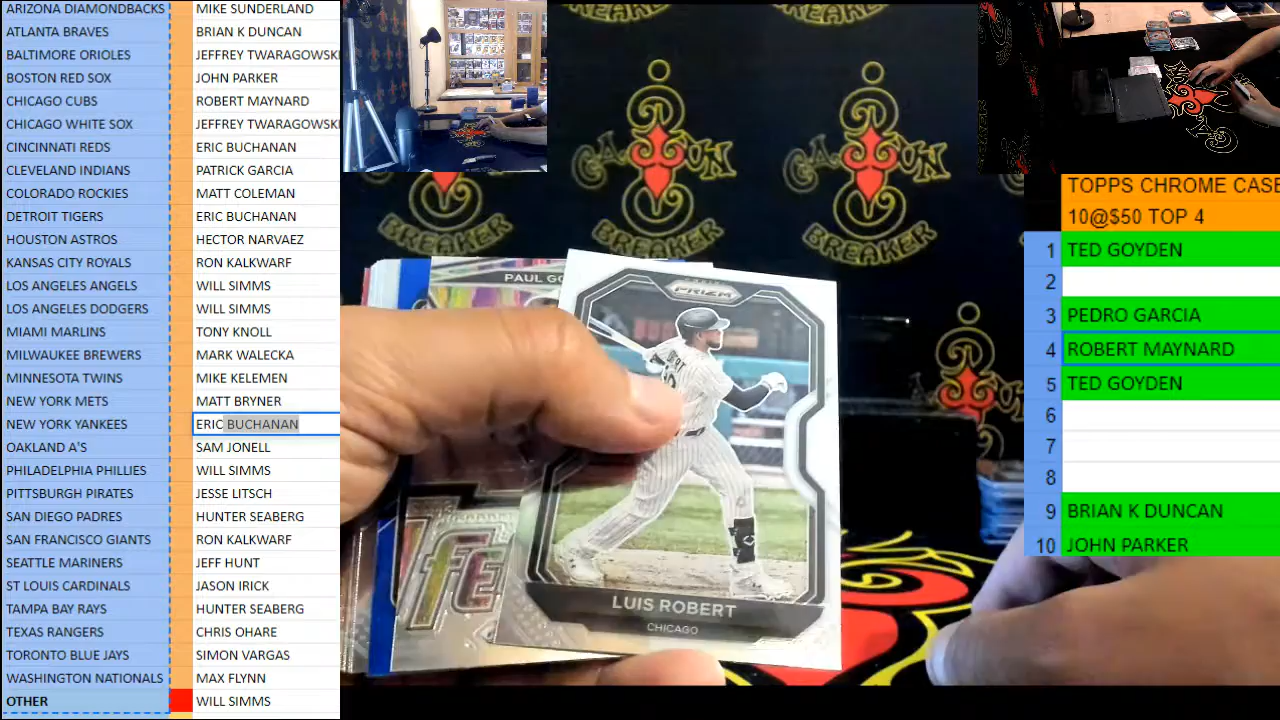 ARIZONA DIAMONDBACKS MIKE SUNDERLAND
ATLANTA BRAVES BRIAN K DUNCAN
BALTIMORE ORIOLES JEFFREY TWARAGOWSKI
BOSTON RED SOX JOHN PARKER
CHICAGO CUBS ROBERT MAYNARD
CHICAGO WHITE SOX JEFFREY TWARAGOWSKI
CINCINNATI REDS ERIC BUCHANAN
CLEVELAND INDIANS PATRICK GARCIA
COLORADO ROCKIES MATT COLEMAN
DETROIT TIGERS ERIC BUCHANAN
HOUSTON ASTROS HECTOR NARVAEZ
KANSAS CITY ROYALS RON KALKWARF
LOS ANGELES ANGELS WILL SIMMS
LOS ANGELES DODGERS WILL SIMMS
MIAMI MARLINS TONY KNOLL
MILWAUKEE BREWERS MARK WALECKA
MINNESOTA TWINS MIKE KELEMEN
NEW YORK METS MATT BRYNER
NEW YORK YANKEES ERIC BUCHANAN
OAKLAND A'S SAM JONELL
PHILADELPHIA PHILLIES WILL SIMMS
PITTSBURGH PIRATES JESSE LITSCH
SAN DIEGO PADRES HUNTER SEABERG
SAN FRANCISCO GIANTS RON KALKWARF
SEATTLE MARINERS JEFF HUNT
ST LOUIS CARDINALS JASON IRICK
TAMPA BAY RAYS HUNTER SEABERG
TEXAS RANGERS CHRIS OHARE
TORONTO BLUE JAYS SIMON VARGAS
WASHINGTON NATIONALS MAX FLYNN
OTHER WILL SIMMS
BREAKER
CAJUN
BREAKER
CAJUN
BREAKER
PAUL GO
PRIZM
LUIS ROBERT
CHICAGO
TOPPS CHROME CASE
10@$50 TOP 4
1 TED GOYDEN
2
3 PEDRO GARCIA
4 ROBERT MAYNARD
5 TED GOYDEN
6
7
8
9 BRIAN K DUNCAN
10 JOHN PARKER